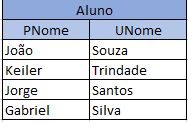 Aluno
PNome UNome
João Souza
Keiler Trindade
Jorge Santos
Gabriel Silva